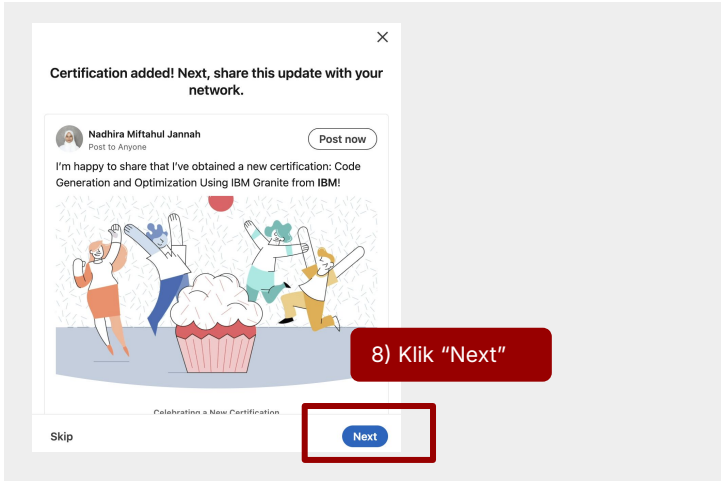 Certification added! Next, share this update with your
network.
Nadhira Miftahul Jannah
Post to Anyone
Post now
I'm happy to share that I've obtained a new certification: Code
Generation and Optimization Using IBM Granite from IBM!
Celebrating a New Certification
8) Klik “Next”
Skip
Next